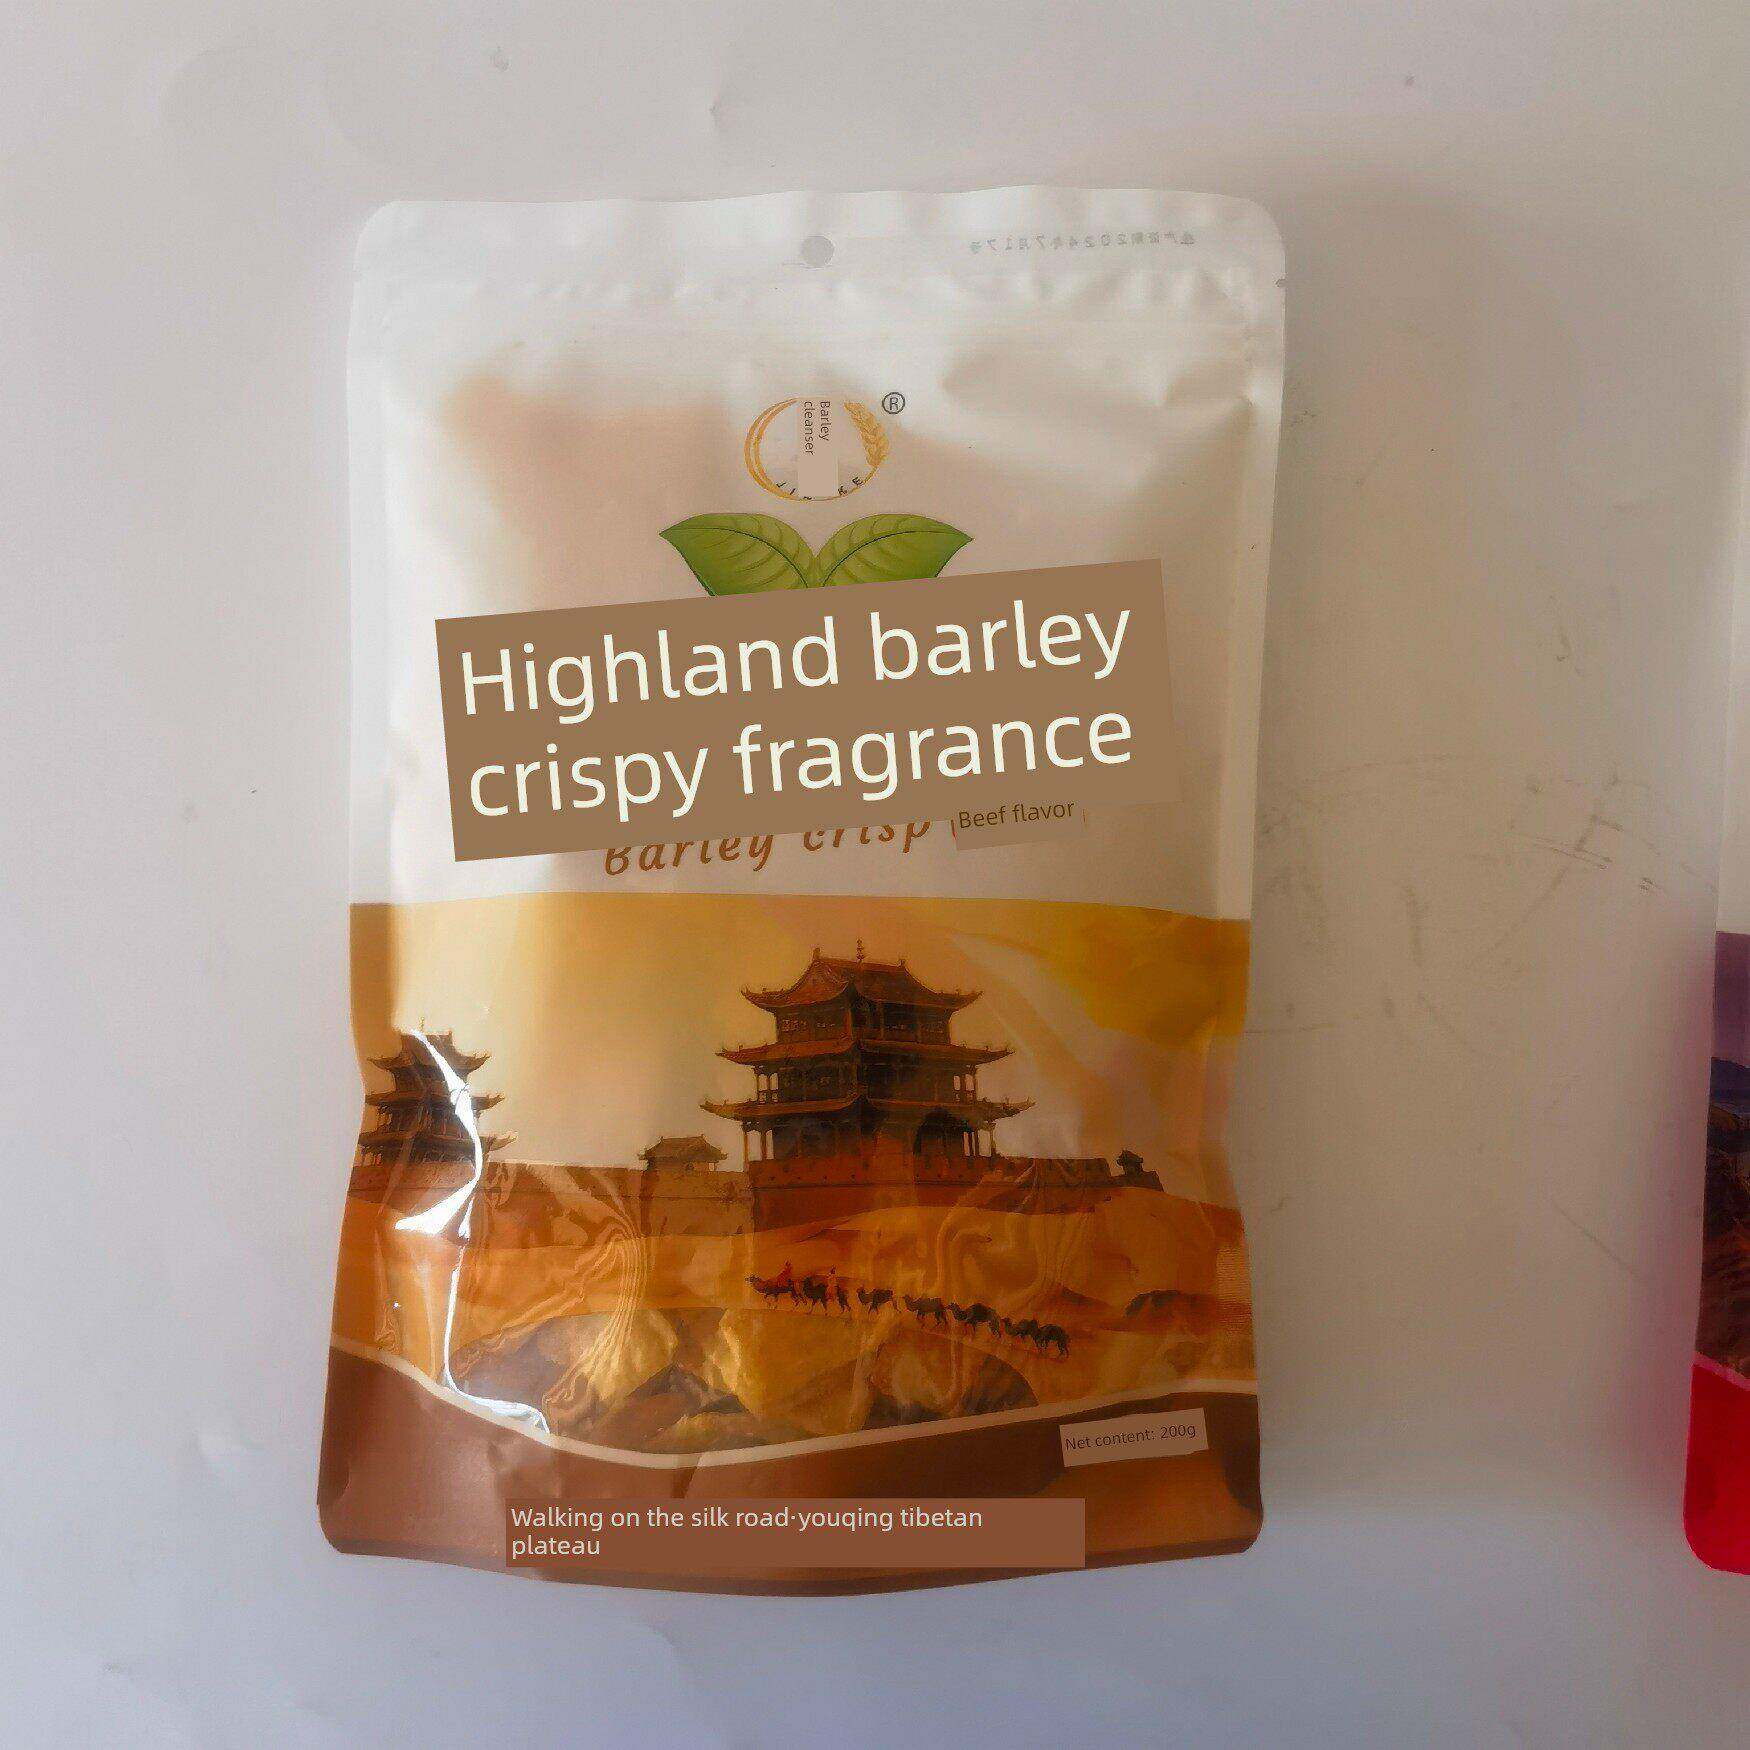 ®
Barley
cleanser
Highland barley
crispy fragrance
Barley crisp
Beef flavor
Net content: 200g
Walking on the silk road·youqing tibetan
plateau